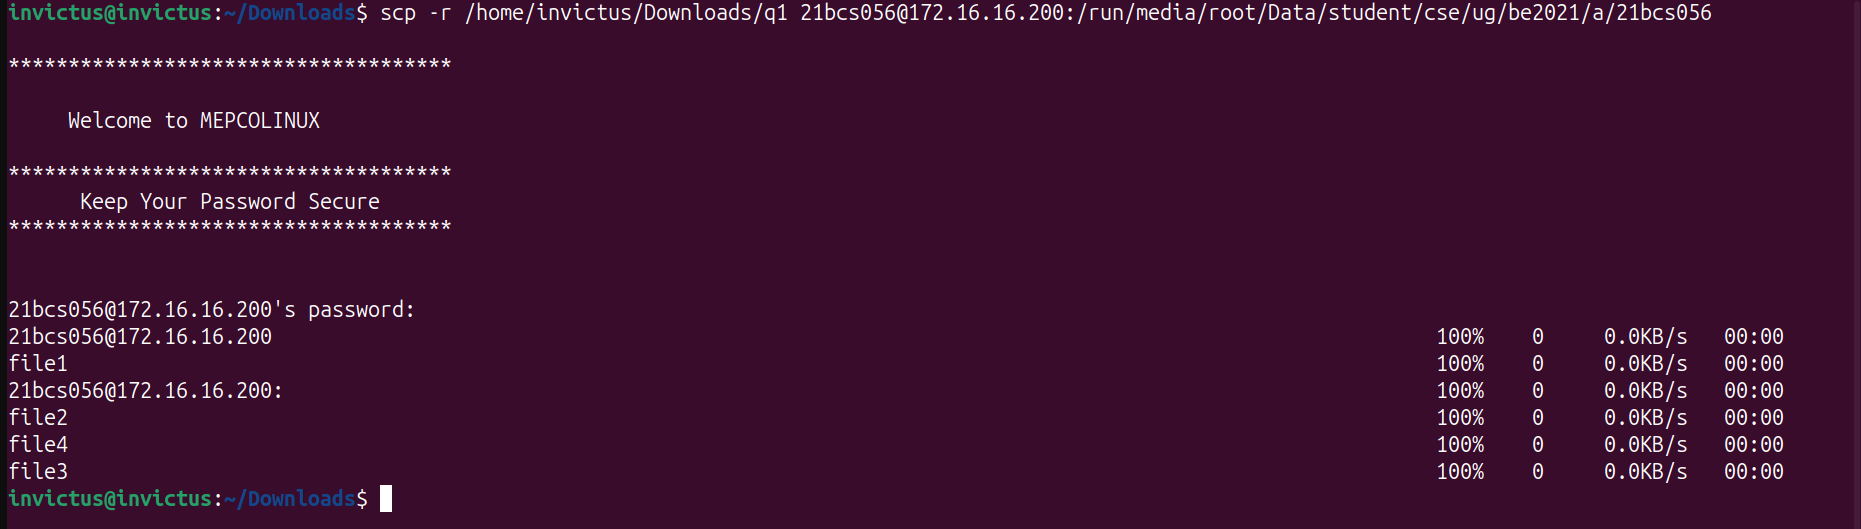 invictus@invictus:~/Downloads$ scp -r /home/invictus/Downloads/q1 21bcs056@172.16.16.200:/run/media/root/Data/student/cse/ug/be2021/a/21bcs056
*************************************
Welcome to MEPCOLINUX
*************************************
Keep Your Password Secure
*************************************
21bcs056@172.16.16.200's password:
21bcs056@172.16.16.200 100% 0 0.0KB/s 00:00
file1 100% 0 0.0KB/s 00:00
21bcs056@172.16.16.200: 100% 0 0.0KB/s 00:00
file2 100% 0 0.0KB/s 00:00
file4 100% 0 0.0KB/s 00:00
file3 100% 0 0.0KB/s 00:00
invictus@invictus:~/Downloads$